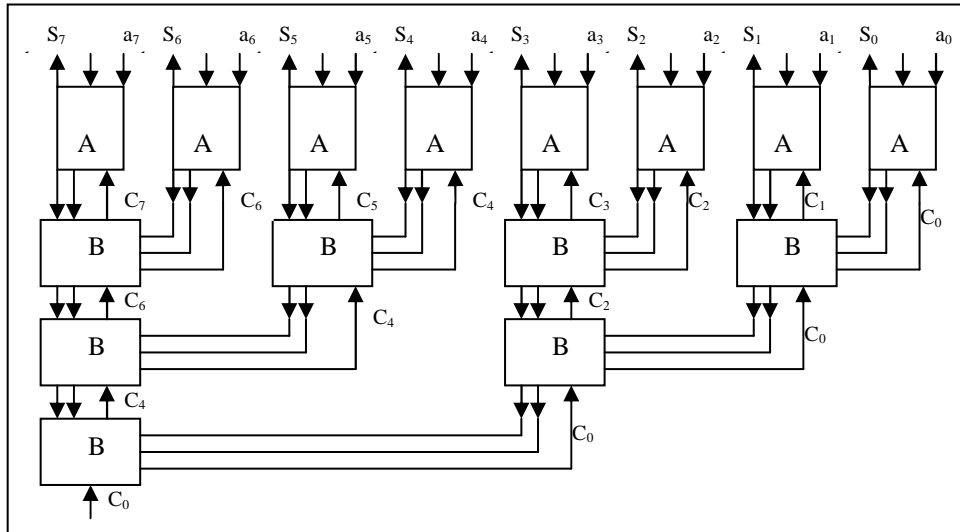 S₇ a₇ S₆ a₆ S₅ a₅ S₄ a₄ S₃ a₃ S₂ a₂ S₁ a₁ S₀ a₀
A A A A A A A A
C₇ C₆ C₅ C₄ C₃ C₂ C₁ C₀
B B B B
C₆ C₄ C₂ C₀
B B
C₄ C₀
B
C₀